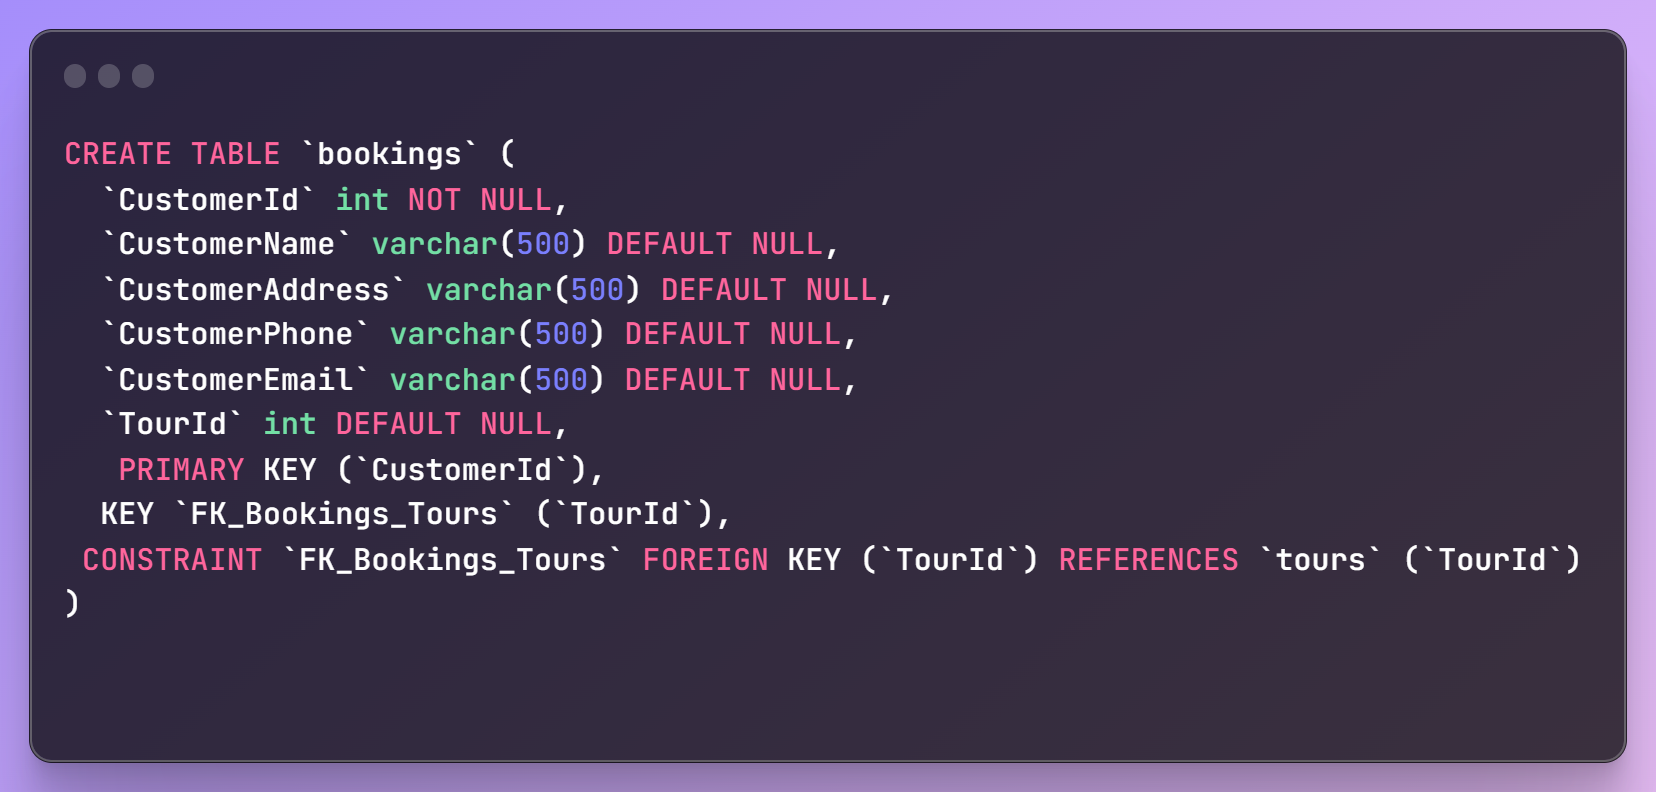 CREATE TABLE `bookings` (
  `CustomerId` int NOT NULL,
  `CustomerName` varchar(500) DEFAULT NULL,
  `CustomerAddress` varchar(500) DEFAULT NULL,
  `CustomerPhone` varchar(500) DEFAULT NULL,
  `CustomerEmail` varchar(500) DEFAULT NULL,
  `TourId` int DEFAULT NULL,
   PRIMARY KEY (`CustomerId`),
  KEY `FK_Bookings_Tours` (`TourId`),
 CONSTRAINT `FK_Bookings_Tours` FOREIGN KEY (`TourId`) REFERENCES `tours` (`TourId`)
)